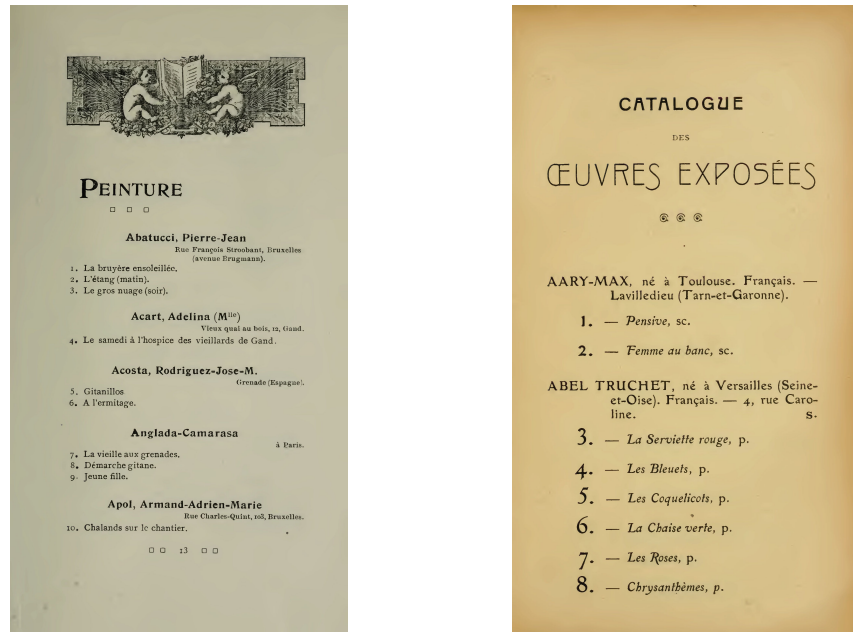 PEINTURE
Abatucci, Pierre-Jean
Rue François Stroobant, Bruxelles
(avenue Brugmann).
1. La bruyère ensoleillée.
2. L'étang (matin).
3. Le gros nuage (soir).
Acart, Adelina (Mlle)
Vieux quai au bois, 12, Gand.
4. Le samedi à l'hospice des vieillards de Gand.
Acosta, Rodriguez-Jose-M.
Grenade (Espagne).
5. Gitanillos
6. A l'ermitage.
Anglada-Camarasa
à Paris.
7. La vieille aux grenades.
8. Démarche gitane.
9. Jeune fille.
Apol, Armand-Adrien-Marie
Rue Charles-Quint, 103, Bruxelles.
10. Chalands sur le chantier.
13
CATALOGUE
DES
ŒUVRES EXPOSÉES
AARY-MAX, né à Toulouse. Français. —
Lavilledieu (Tarn-et-Garonne).
1. — Pensive, sc.
2. — Femme au banc, sc.
ABEL TRUCHET, né à Versailles (Seine-
et-Oise). Français. — 4, rue Caro-
line. S.
3. — La Serviette rouge, p.
4. — Les Bleuets, p.
5. — Les Coquelicots, p.
6. — La Chaise verte, p.
7. — Les Roses, p.
8. — Chrysanthèmes, p.